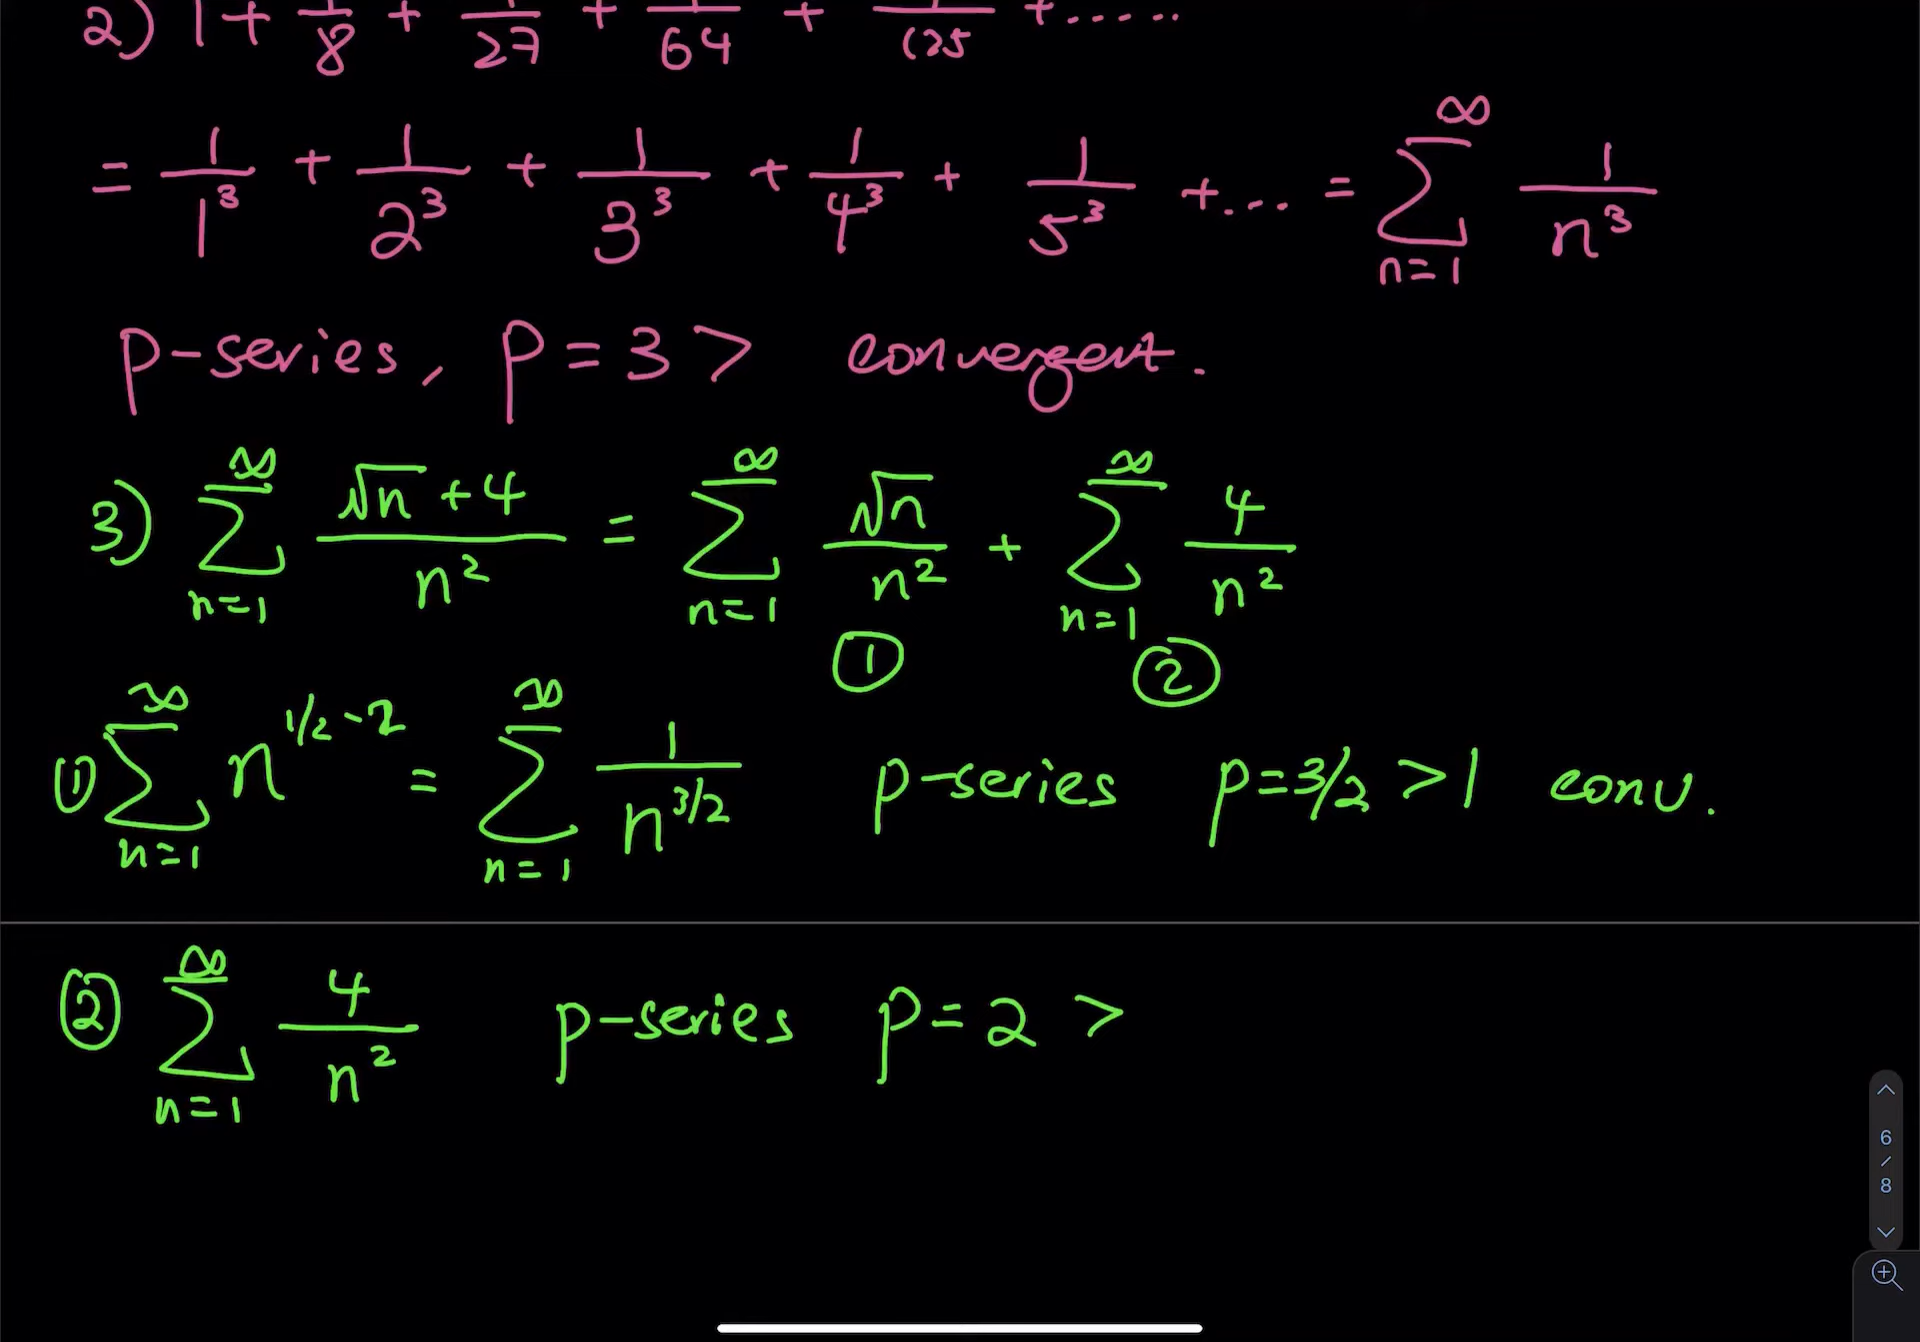 2) 1 + 1/8 + 1/27 + 1/64 + 1/125 + .....
= 1/1³ + 1/2³ + 1/3³ + 1/4³ + 1/5³ + ... = ∞ Σ n=1 1/n³
p-series, p = 3 > convergent.
3) ∞ Σ n=1 (√n + 4)/n² = ∞ Σ n=1 √n/n² + ∞ Σ n=1 4/n²
① ②
① ∞ Σ n=1 n^(1/2 - 2) = ∞ Σ n=1 1/n^(3/2) p-series p = 3/2 > 1 conv.
② ∞ Σ n=1 4/n² p-series p = 2 >
6 / 8